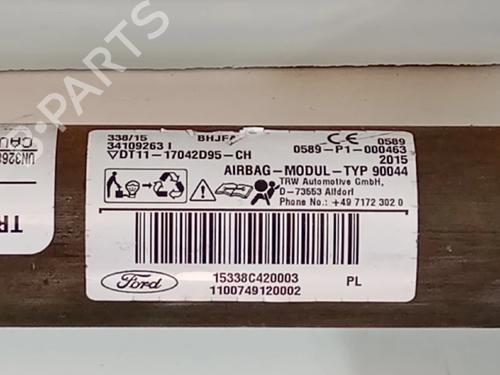 338/15 BHJFA
34109263 I
DT11-17042D95-CH
CE 0589
0589-P1-000463
2015
AIRBAG-MODUL-TYP 90044
TRW Automotive GmbH,
D-73553 Alfdorf
Phone No.: +49 7172 302 0
Ford
15338C420003 PL
1100749120002
B-PARTS